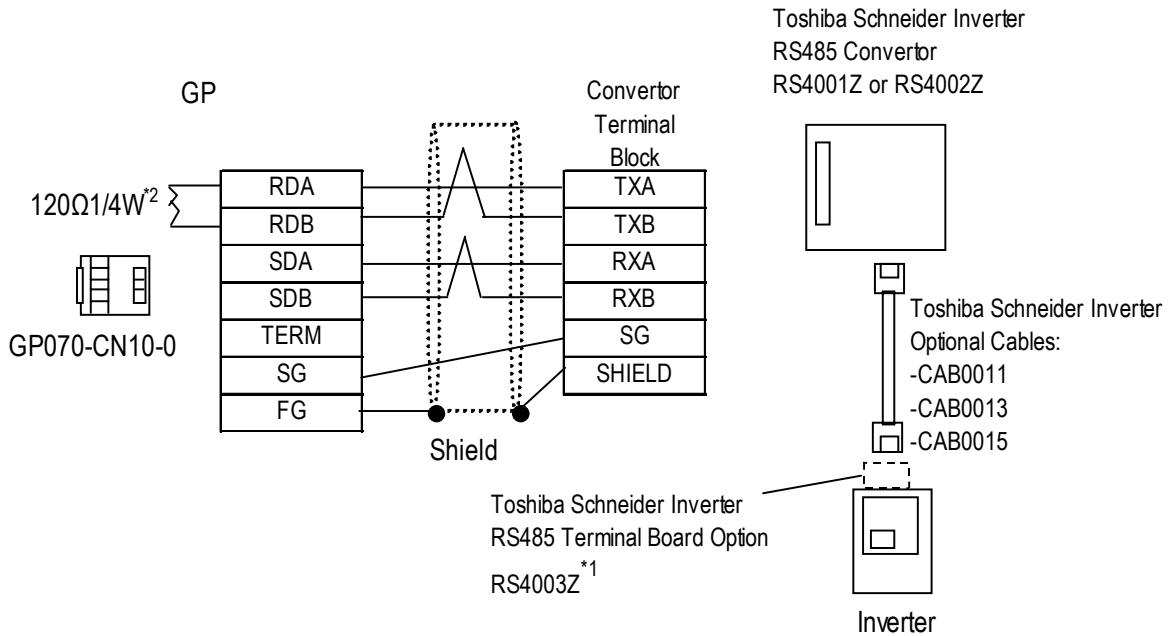 Toshiba Schneider Inverter
RS485 Convertor
RS4001Z or RS4002Z
GP
Convertor
Terminal
Block
120Ω1/4W*2
RDA
TXA
RDB
TXB
SDA
RXA
SDB
RXB
TERM
SG
SG
SHIELD
FG
GP070-CN10-0
Shield
Toshiba Schneider Inverter
Optional Cables:
-CAB0011
-CAB0013
-CAB0015
Toshiba Schneider Inverter
RS485 Terminal Board Option
RS4003Z*1
Inverter